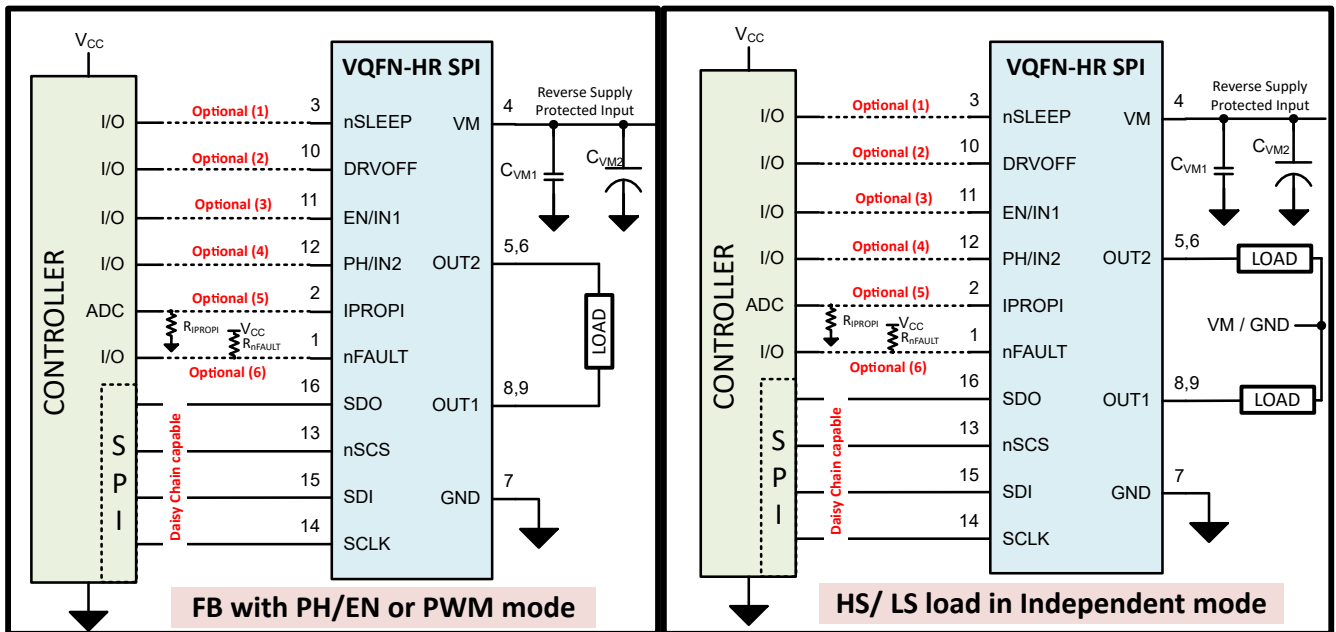 VCC
VQFN-HR SPI
CONTROLLER
I/O
Optional (1)
3
nSLEEP
VM
4
Reverse Supply
Protected Input
CVM1
CVM2
I/O
Optional (2)
10
DRVOFF
I/O
Optional (3)
11
EN/IN1
I/O
Optional (4)
12
PH/IN2
OUT2
5,6
ADC
Optional (5)
2
IPROPI
RIPROPI
VCC
RnFAULT
LOAD
I/O
1
nFAULT
Optional (6)
SPI
Daisy Chain capable
16
SDO
OUT1
8,9
13
nSCS
15
SDI
GND
7
14
SCLK
FB with PH/EN or PWM mode
VCC
VQFN-HR SPI
CONTROLLER
I/O
Optional (1)
3
nSLEEP
VM
4
Reverse Supply
Protected Input
CVM1
CVM2
I/O
Optional (2)
10
DRVOFF
I/O
Optional (3)
11
EN/IN1
I/O
Optional (4)
12
PH/IN2
OUT2
5,6
LOAD
ADC
Optional (5)
2
IPROPI
RIPROPI
VCC
RnFAULT
VM / GND
I/O
1
nFAULT
Optional (6)
SPI
Daisy Chain capable
16
SDO
OUT1
8,9
LOAD
13
nSCS
15
SDI
GND
7
14
SCLK
HS/ LS load in Independent mode